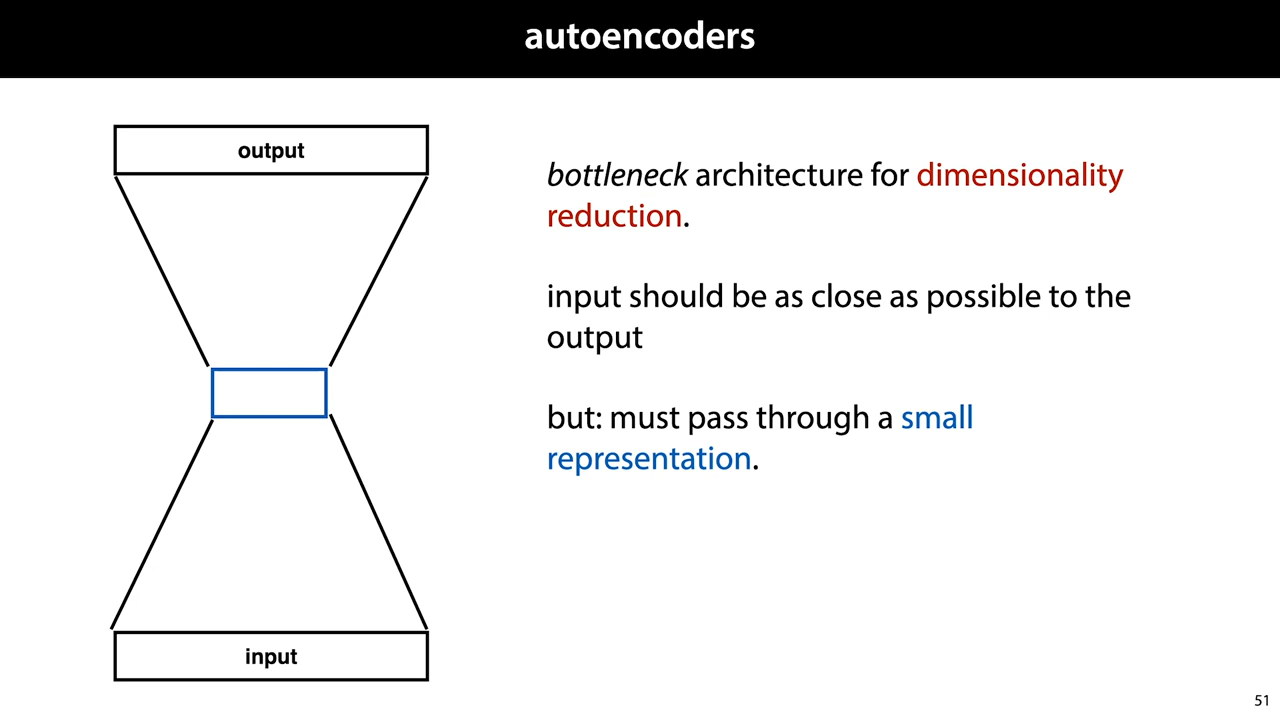 autoencoders
output
bottleneck architecture for dimensionality
reduction.
input should be as close as possible to the
output
but: must pass through a small
representation.
input
51